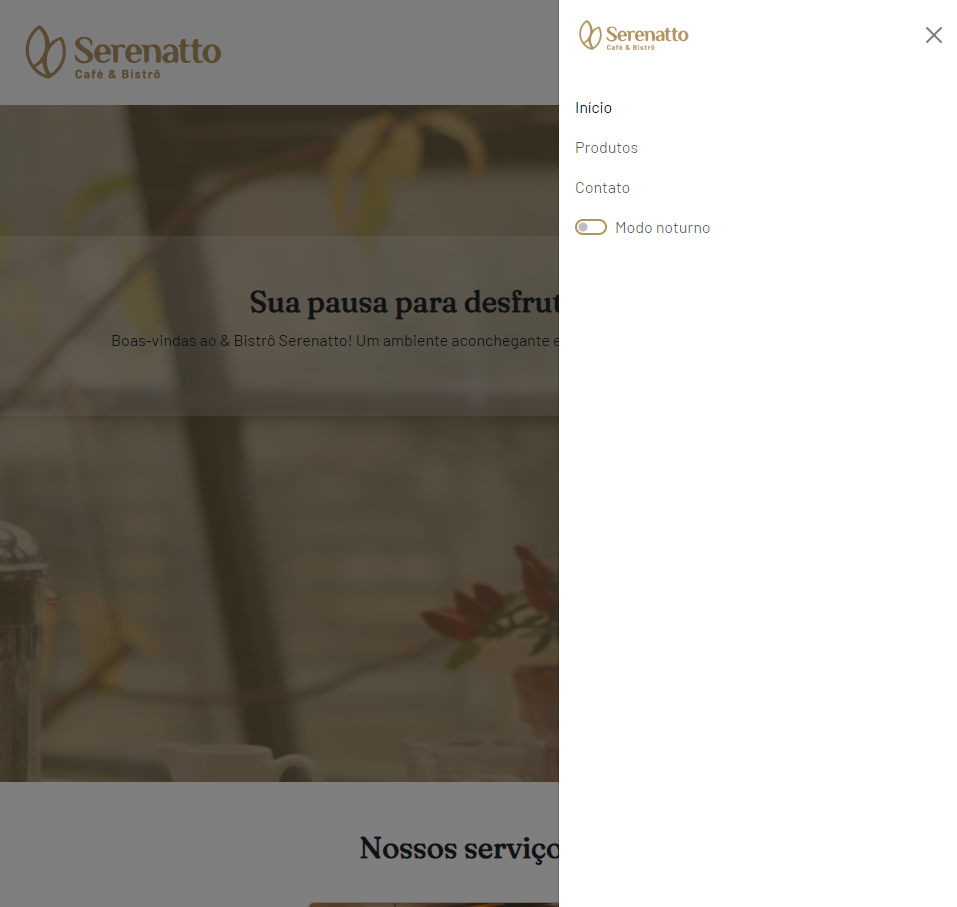 Serenatto
Café & Bistrô
Serenatto
Café & Bistrô
Início
Produtos
Contato
Modo noturno
Sua pausa para desfrut
Boas-vindas ao & Bistrô Serenatto! Um ambiente aconchegante e
Nossos serviço